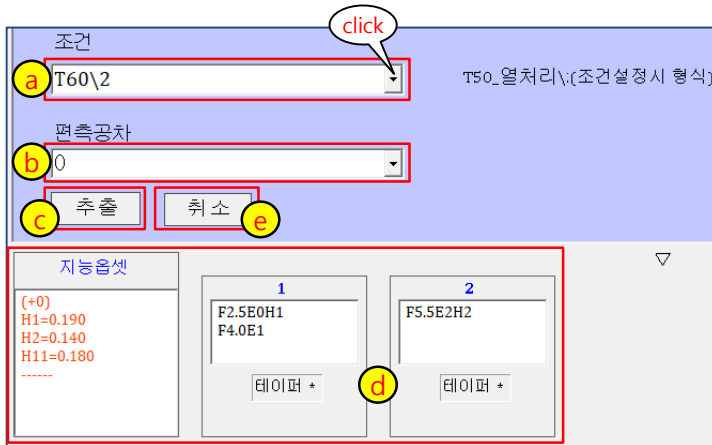 click
조건
a
T60\2
T50_열처리\:(조건설정시 형식)
편측공차
b
0
c
추출
취소
e
지능옵셋
(+0)
H1=0.190
H2=0.140
H11=0.180
------
1
F2.5E0H1
F4.0E1
테이퍼 *
d
2
F5.5E2H2
테이퍼 *
▽